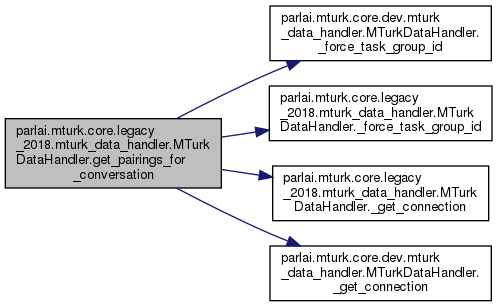 parlai.mturk.core.dev.mturk
_data_handler.MTurkDataHandler.
_force_task_group_id
parlai.mturk.core.legacy
_2018.mturk_data_handler.MTurk
DataHandler._force_task_group_id
parlai.mturk.core.legacy
_2018.mturk_data_handler.MTurk
DataHandler.get_pairings_for
_conversation
parlai.mturk.core.legacy
_2018.mturk_data_handler.MTurk
DataHandler._get_connection
parlai.mturk.core.dev.mturk
_data_handler.MTurkDataHandler.
_get_connection